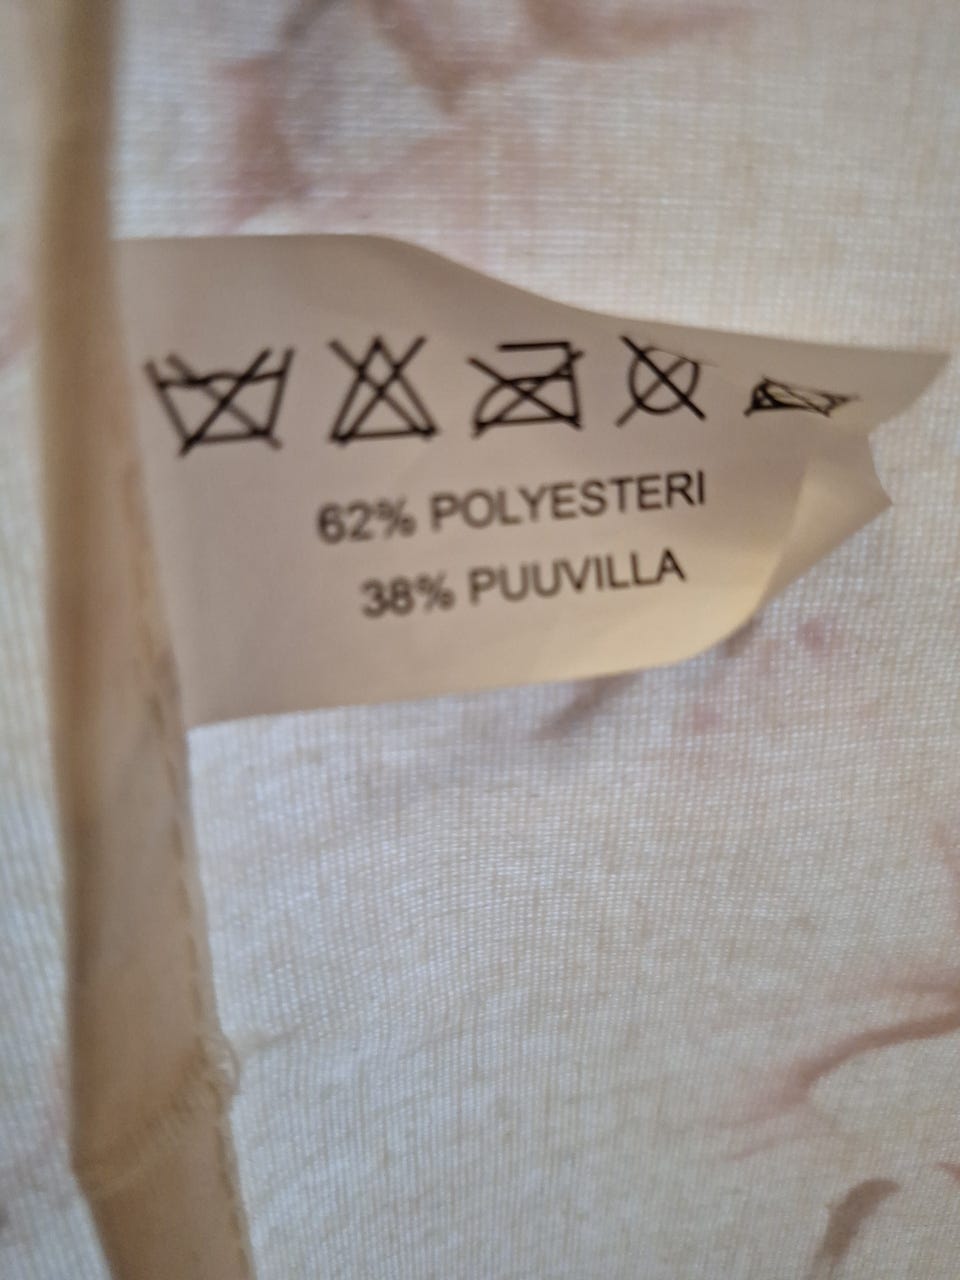 62% POLYESTERI
38% PUUVILLA